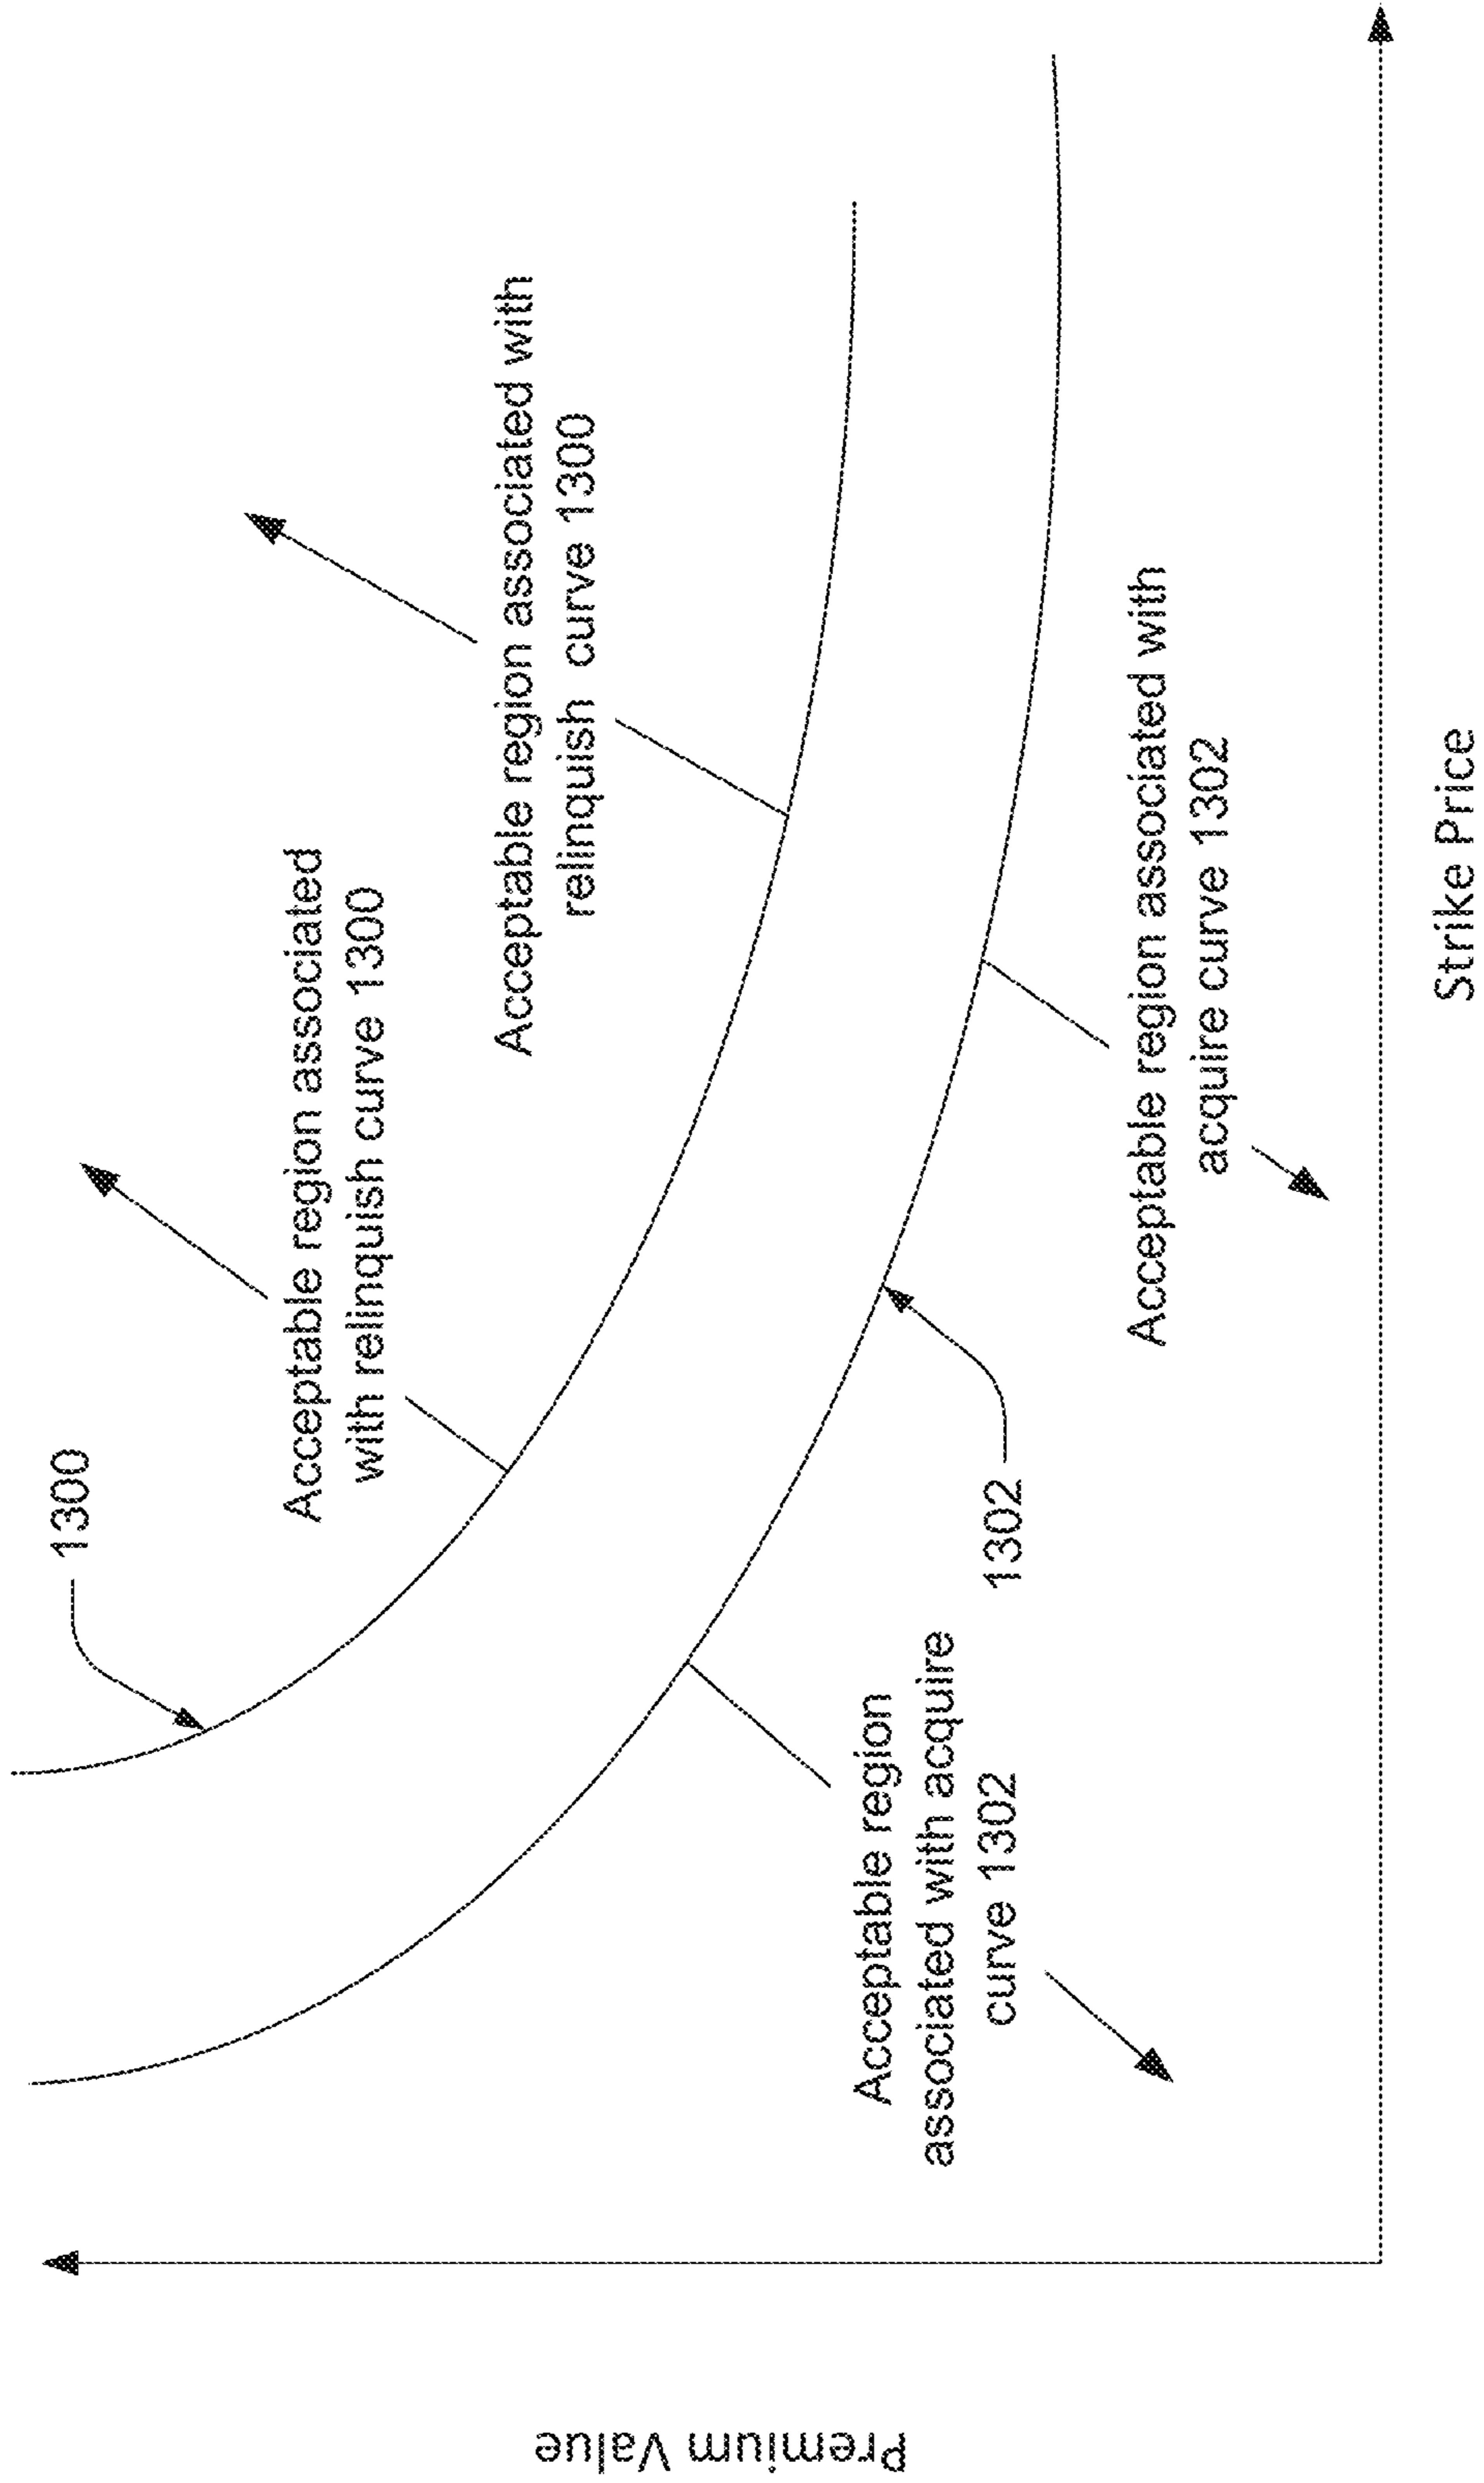 1300
Acceptable region associated
with relinquish curve 1300
Acceptable region associated with
relinquish curve 1300
Premium Value
Acceptable region
associated with acquire
curve 1302
1302
Acceptable region associated with
acquire curve 1302
Strike Price